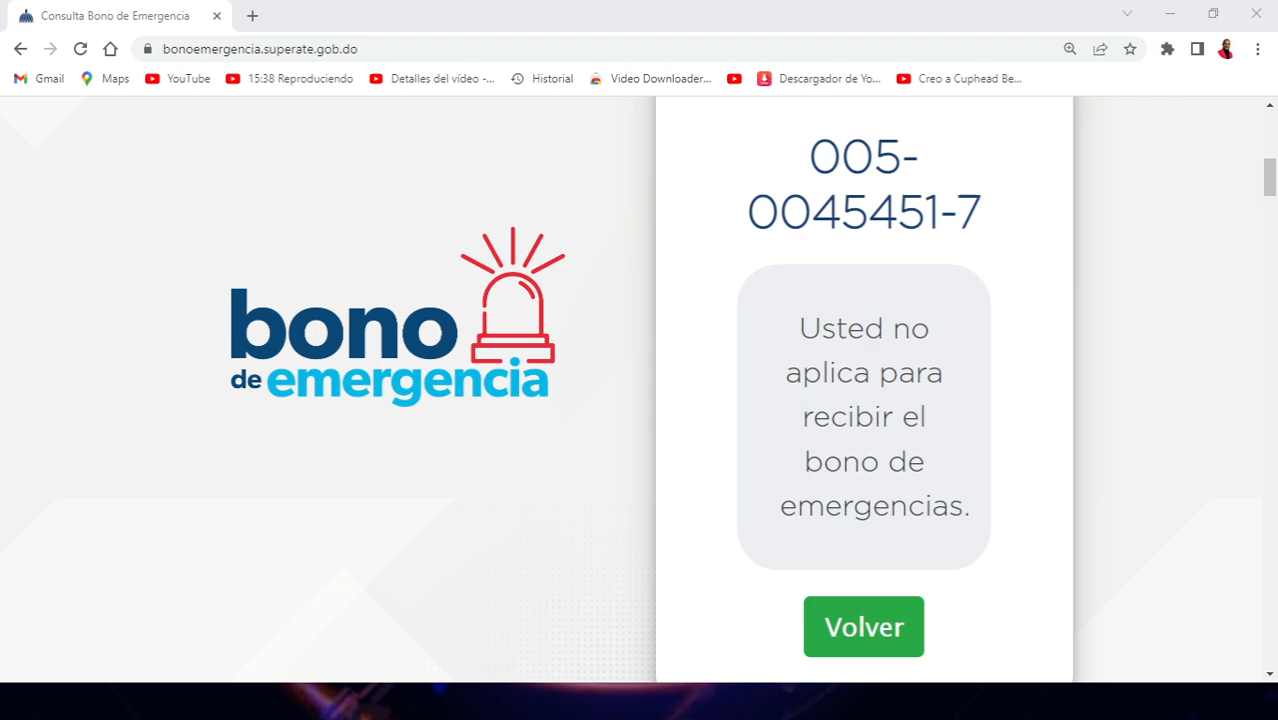 Consulta Bono de Emergencia
bonoemergencia.superate.gob.do
Gmail
Maps
YouTube
15:38 Reproduciendo
Detalles del vídeo -...
Historial
Video Downloader...
Descargador de Yo...
Creo a Cuphead Be...
005-
0045451-7
bono
de emergencia
Usted no
aplica para
recibir el
bono de
emergencias.
Volver